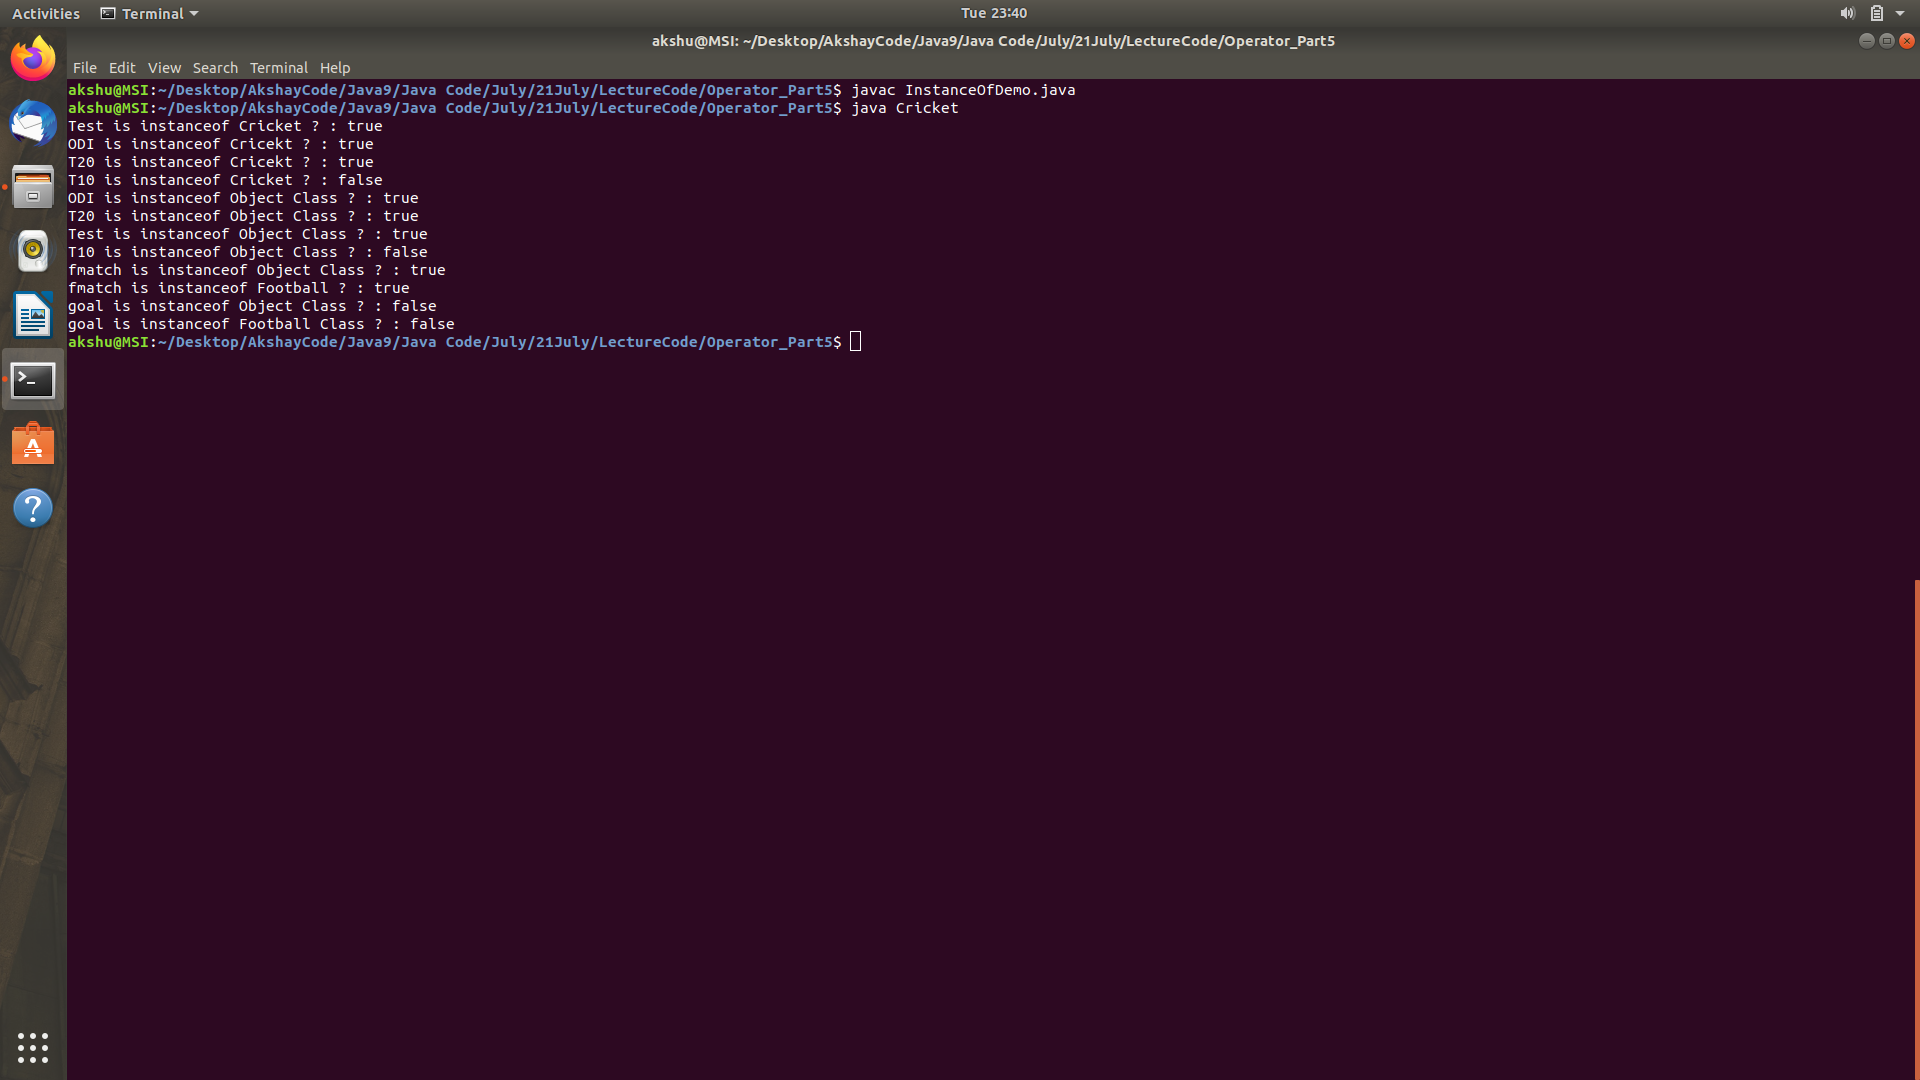 Activities Terminal Tue 23:40
akshu@MSI: ~/Desktop/AkshayCode/Java9/Java Code/July/21July/LectureCode/Operator_Part5
File Edit View Search Terminal Help
akshu@MSI:~/Desktop/AkshayCode/Java9/Java Code/July/21July/LectureCode/Operator_Part5$ javac InstanceOfDemo.java
akshu@MSI:~/Desktop/AkshayCode/Java9/Java Code/July/21July/LectureCode/Operator_Part5$ java Cricket
Test is instanceof Cricket ? : true
ODI is instanceof Cricekt ? : true
T20 is instanceof Cricekt ? : true
T10 is instanceof Cricket ? : false
ODI is instanceof Object Class ? : true
T20 is instanceof Object Class ? : true
Test is instanceof Object Class ? : true
T10 is instanceof Object Class ? : false
fmatch is instanceof Object Class ? : true
fmatch is instanceof Football ? : true
goal is instanceof Object Class ? : false
goal is instanceof Football Class ? : false
akshu@MSI:~/Desktop/AkshayCode/Java9/Java Code/July/21July/LectureCode/Operator_Part5$